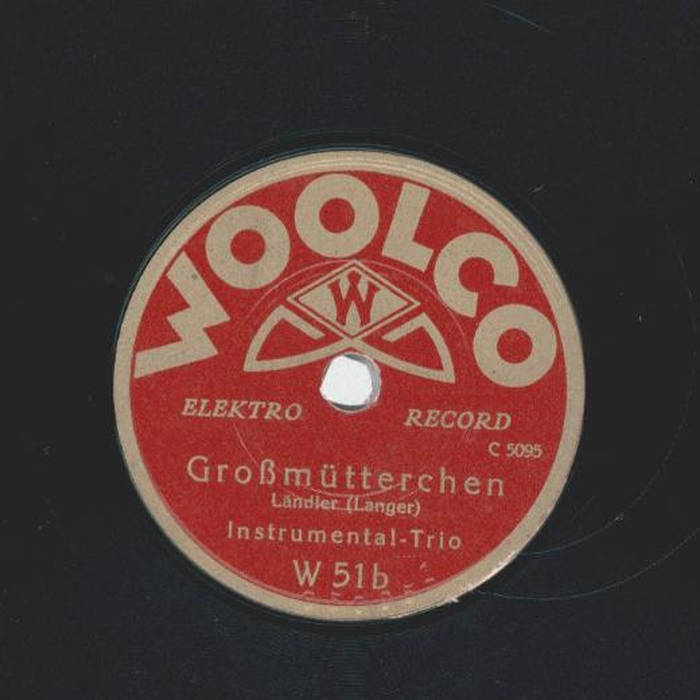 WOOLCO
W
ELEKTRO RECORD
C 5095
Großmütterchen
Ländler (Langer)
Instrumental-Trio
W 51b